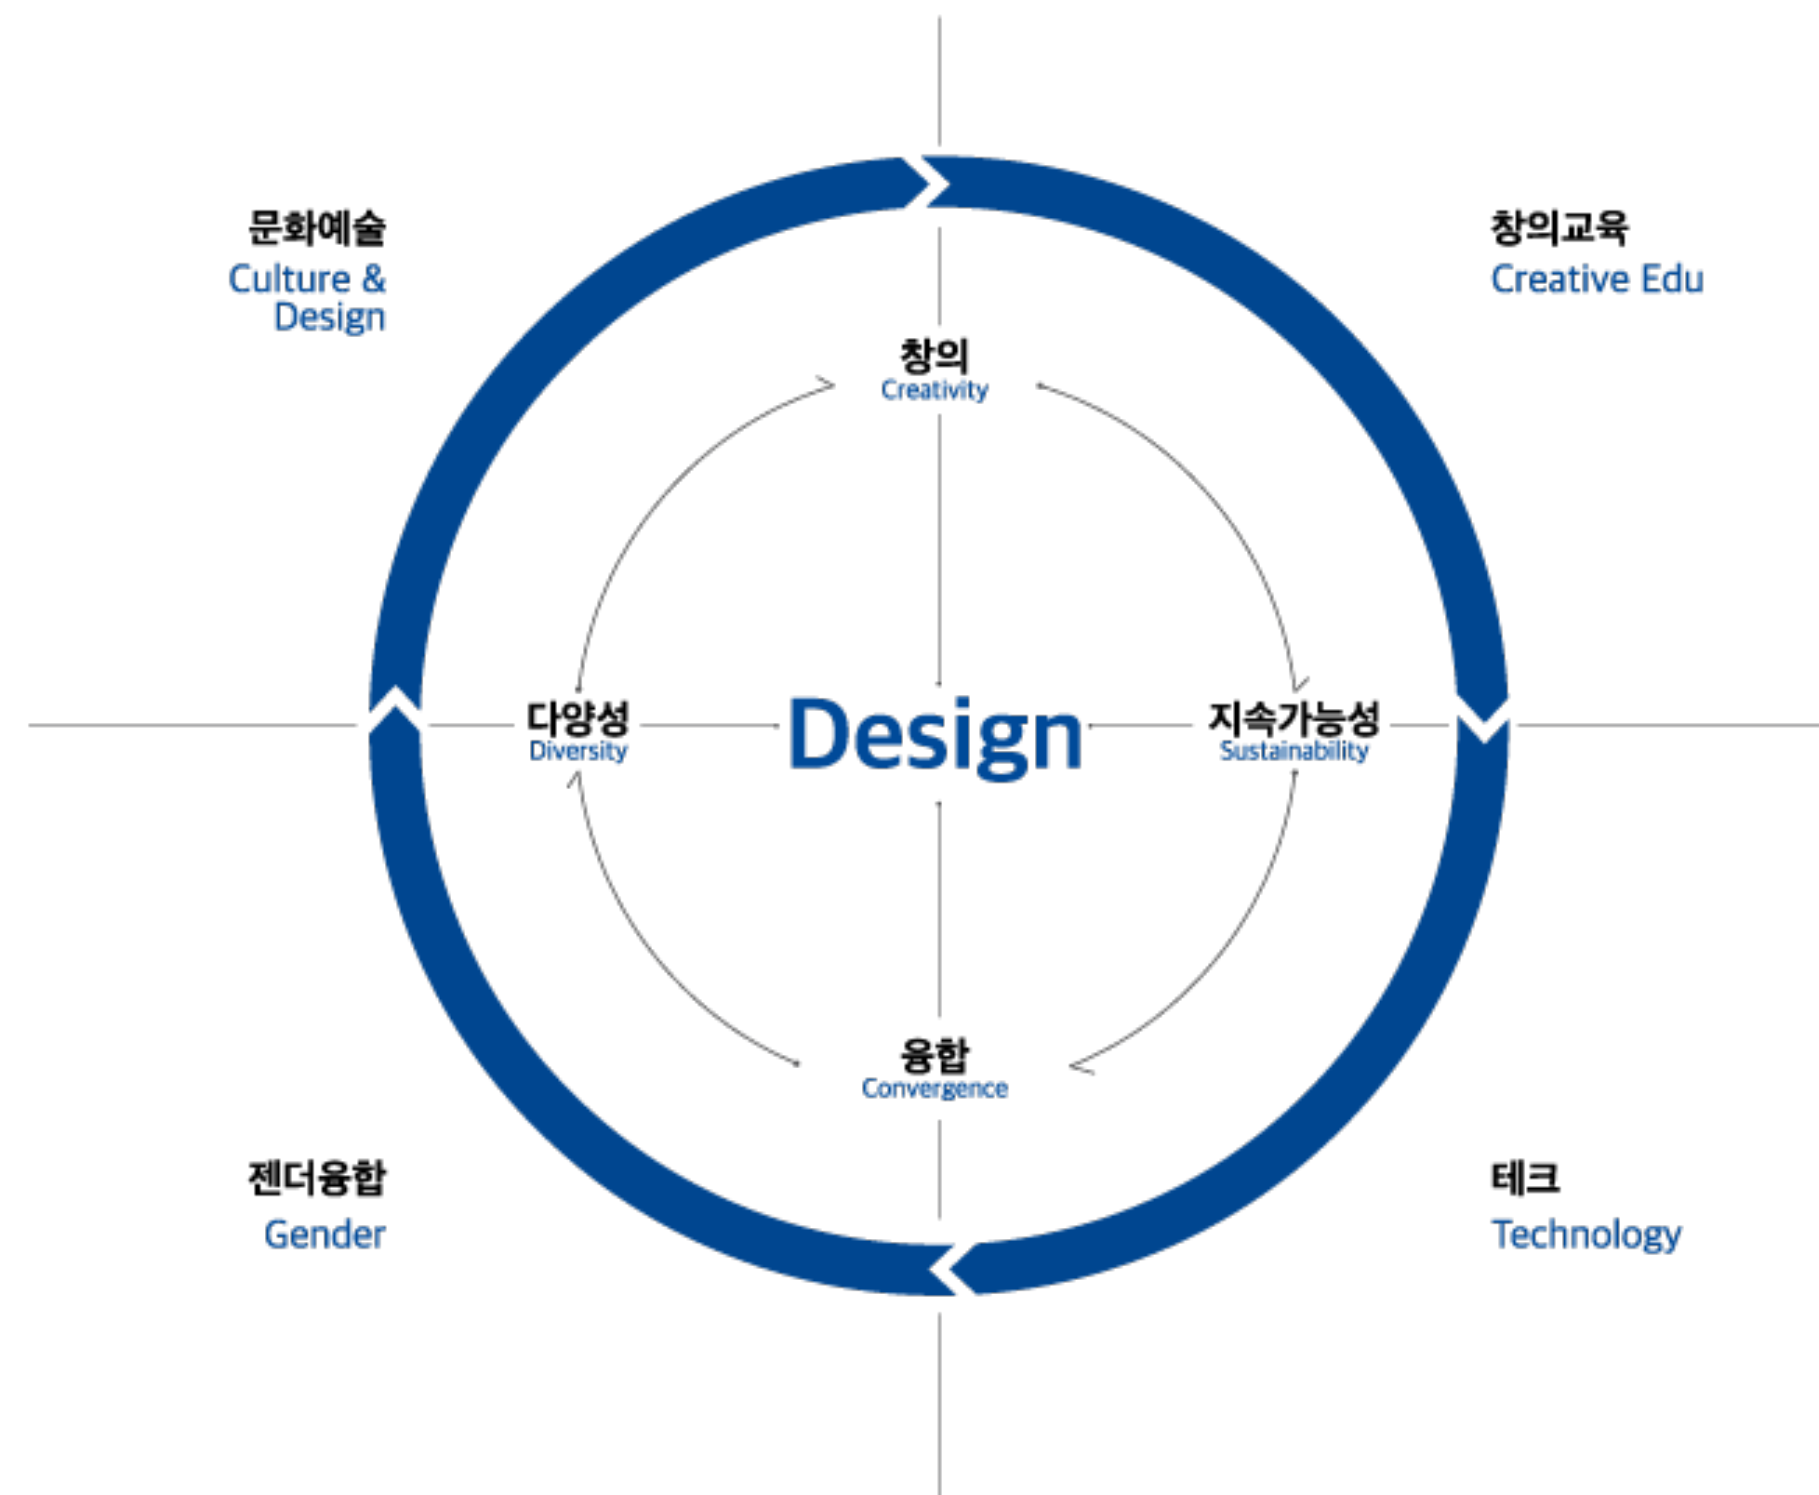 문화예술
Culture &
Design
창의교육
Creative Edu
창의
Creativity
다양성
Diversity
Design
지속가능성
Sustainability
융합
Convergence
젠더융합
Gender
테크
Technology